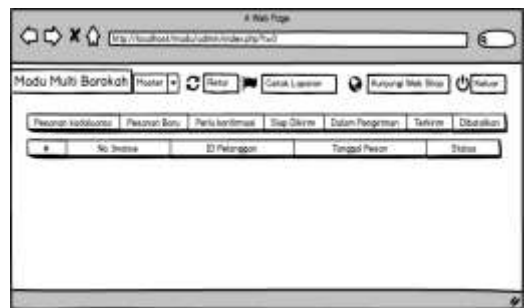 A Web Page
http://localhost/madu/admin/index.php?t=0
Madu Multi Barokah Master Retur Cetak Laporan Kunjungi Web Shop Keluar
Pesanan kadaluarsa Pesanan Baru Perlu konfirmasi Siap Dikirim Dalam Pengiriman Terkirim Dibatalkan
# No. Invoice ID Pelanggan Tanggal Pesan Status